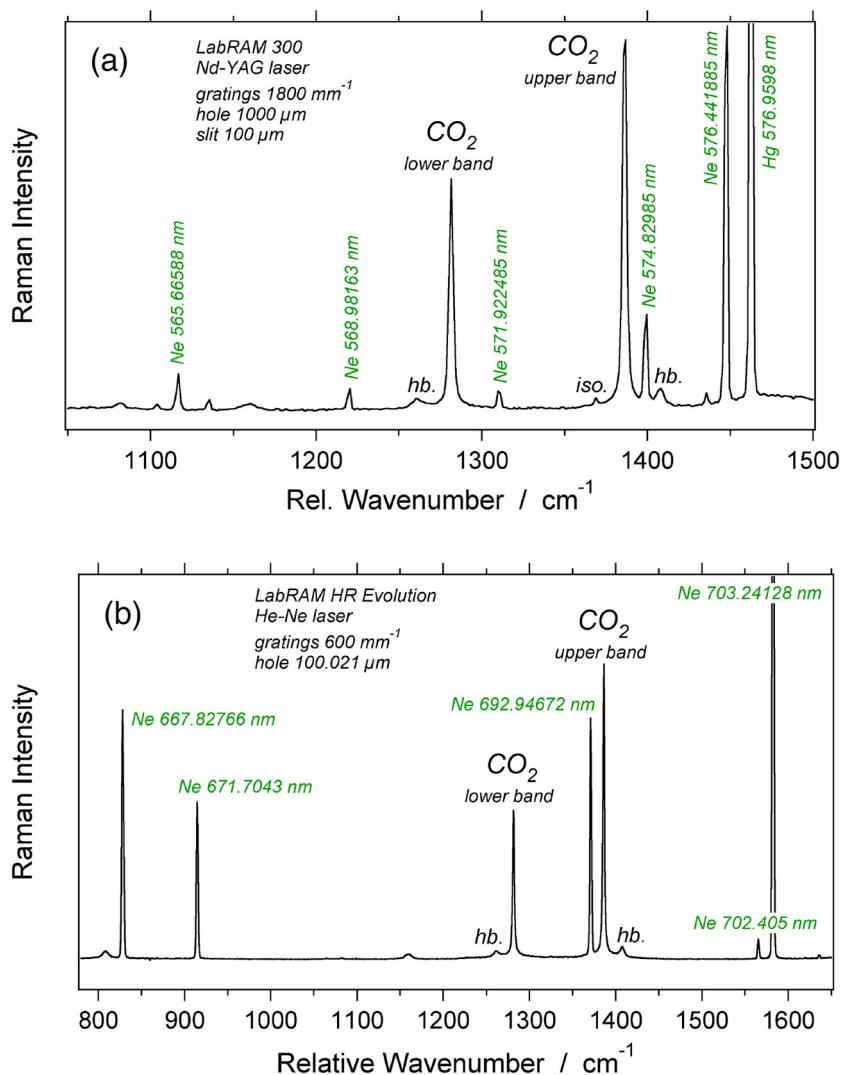 (a)
LabRAM 300
Nd-YAG laser
gratings 1800 mm⁻¹
hole 1000 µm
slit 100 µm
CO₂
lower band
CO₂
upper band
Ne 565.66588 nm
Ne 568.98163 nm
hb.
Ne 571.922485 nm
iso.
Ne 574.82985 nm
hb.
Ne 576.441885 nm
Hg 576.9598 nm
Raman Intensity
1100 1200 1300 1400 1500
Rel. Wavenumber / cm⁻¹
(b)
LabRAM HR Evolution
He-Ne laser
gratings 600 mm⁻¹
hole 100.021 µm
Ne 703.24128 nm
CO₂
upper band
Ne 692.94672 nm
Ne 667.82766 nm
Ne 671.7043 nm
CO₂
lower band
hb.
hb.
Ne 702.405 nm
Raman Intensity
800 900 1000 1100 1200 1300 1400 1500 1600
Relative Wavenumber / cm⁻¹